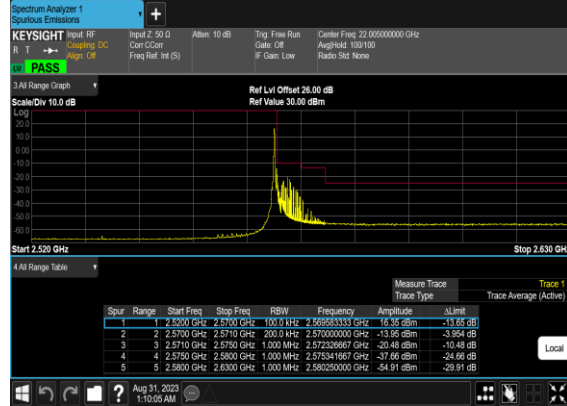 Spectrum Analyzer 1
Spurious Emissions
+
KEYSIGHT Input: RF Input Z: 50 Ω Atten: 10 dB Trig: Free Run Center Freq: 22.005000000 GHz
R T Coupling: DC Corr CCorr Gate: Off Avg|Hold: 100/100
Align: Off Freq Ref: Int (S) IF Gain: Low Radio Std: None
LW PASS
3 All Range Graph
Ref Lvl Offset 26.00 dB
Scale/Div 10.0 dB Ref Value 30.00 dBm
Log
20.0
10.0
0.00
-10.0
-20.0
-30.0
-40.0
-50.0
-60.0
Start 2.520 GHz Stop 2.630 GHz
4 All Range Table
Measure Trace Trace 1
Trace Type Trace Average (Active)
Spur Range Start Freq Stop Freq RBW Frequency Amplitude ΔLimit
1 1 2.5200 GHz 2.5700 GHz 100.0 kHz 2.569583333 GHz 16.35 dBm -13.65 dB
2 2 2.5700 GHz 2.5710 GHz 200.0 kHz 2.570000000 GHz -13.95 dBm -3.954 dB
3 3 2.5710 GHz 2.5750 GHz 1.000 MHz 2.572326667 GHz -20.48 dBm -10.48 dB
4 4 2.5750 GHz 2.5800 GHz 1.000 MHz 2.575341667 GHz -37.66 dBm -24.66 dB
5 5 2.5800 GHz 2.6300 GHz 1.000 MHz 2.580250000 GHz -54.91 dBm -29.91 dB
Local
? Aug 31, 2023
1:10:05 AM